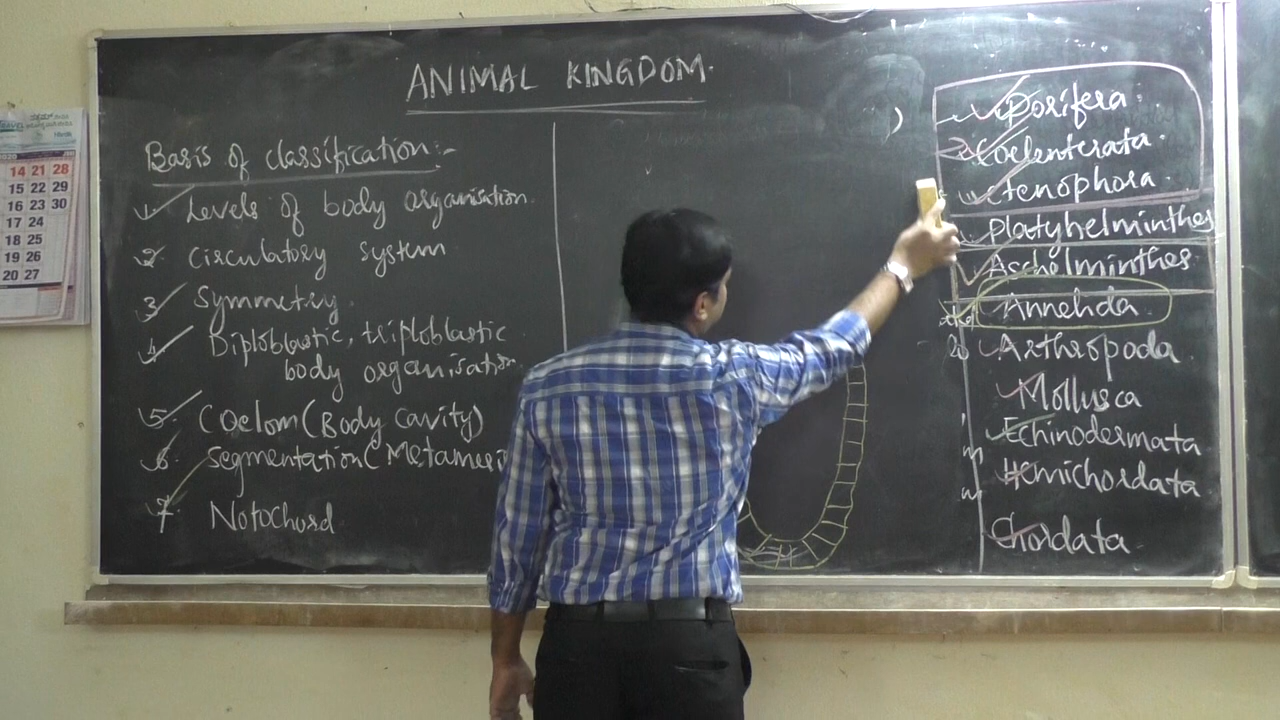 ANIMAL KINGDOM.
Basis of classification:-
1. Levels of body organisation.
2. Circulatory system
3. Symmetry.
4. Diploblastic, triploblastic
body organisation.
5. Coelom (Body cavity)
6. Segmentation (Metameri
7. Notochord
Porifera
Coelenterata
Ctenophora
Platyhelminthes
Aschelminthes
Annelida
Arthropoda
Mollusca
Echinodermata
Hemichordata
Chordata
2020
14 21 28
15 22 29
16 23 30
17 24
18 25
19 26
20 27